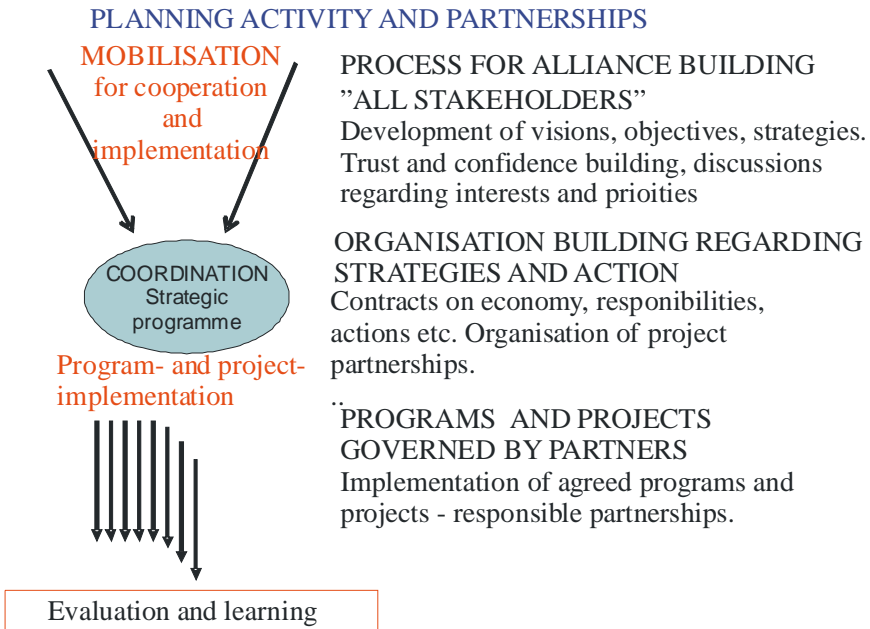 PLANNING ACTIVITY AND PARTNERSHIPS
MOBILISATION
for cooperation
and
implementation
PROCESS FOR ALLIANCE BUILDING
”ALL STAKEHOLDERS”
Development of visions, objectives, strategies.
Trust and confidence building, discussions
regarding interests and prioities
COORDINATION
Strategic
programme
ORGANISATION BUILDING REGARDING
STRATEGIES AND ACTION
Contracts on economy, responibilities,
actions etc. Organisation of project
partnerships.
..
Program- and project-
implementation
PROGRAMS AND PROJECTS
GOVERNED BY PARTNERS
Implementation of agreed programs and
projects - responsible partnerships.
Evaluation and learning